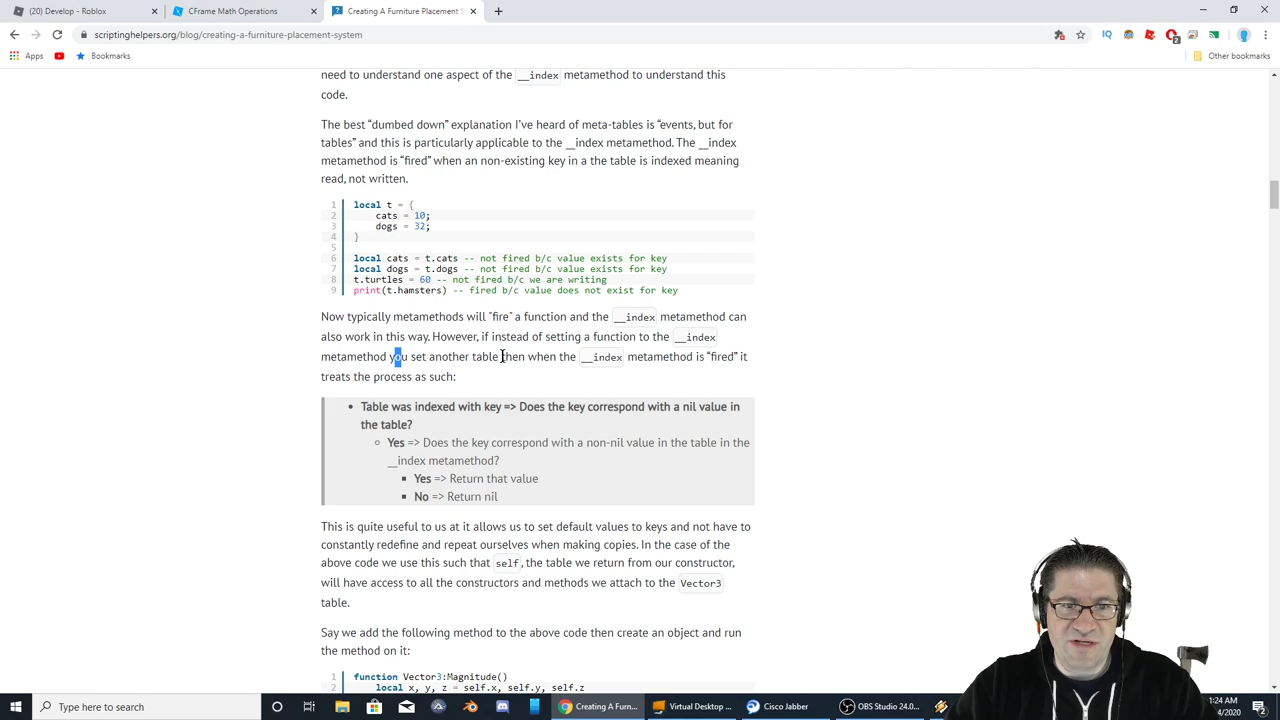 (20) Develop - Roblox
CFrame Math Operations
Creating A Furniture Placement S
scriptinghelpers.org/blog/creating-a-furniture-placement-system
Apps
Bookmarks
Other bookmarks
need to understand one aspect of the __index metamethod to understand this
code.
The best “dumbed down” explanation I’ve heard of meta-tables is “events, but for
tables” and this is particularly applicable to the __index metamethod. The __index
metamethod is “fired” when an non-existing key in a the table is indexed meaning
read, not written.
1 local t = {
2 cats = 10;
3 dogs = 32;
4 }
5
6 local cats = t.cats -- not fired b/c value exists for key
7 local dogs = t.dogs -- not fired b/c value exists for key
8 t.turtles = 60 -- not fired b/c we are writing
9 print(t.hamsters) -- fired b/c value does not exist for key
Now typically metamethods will "fire" a function and the __index metamethod can
also work in this way. However, if instead of setting a function to the __index
metamethod you set another table then when the __index metamethod is “fired” it
treats the process as such:
• Table was indexed with key => Does the key correspond with a nil value in
the table?
Yes => Does the key correspond with a non-nil value in the table in the
__index metamethod?
Yes => Return that value
No => Return nil
This is quite useful to us at it allows us to set default values to keys and not have to
constantly redefine and repeat ourselves when making copies. In the case of the
above code we use this such that self, the table we return from our constructor,
will have access to all the constructors and methods we attach to the Vector3
table.
Say we add the following method to the above code then create an object and run
the method on it:
1 function Vector3:Magnitude()
2 local x, y, z = self.x, self.y, self.z
Type here to search
Creating A Furn...
Virtual Desktop ...
Cisco Jabber
OBS Studio 24.0...
1:24 AM
4/2020